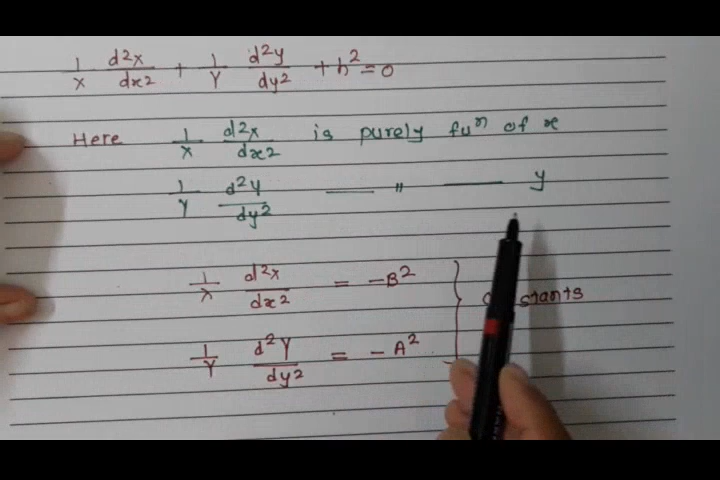 1/x d2x/dx2 + 1/Y d2y/dy2 + h2 = 0
Here 1/x d2x/dx2 is purely fun of x
1/Y d2Y/dy2 —— " —— y
1/x d2x/dx2 = -B2
1/Y d2Y/dy2 = -A2